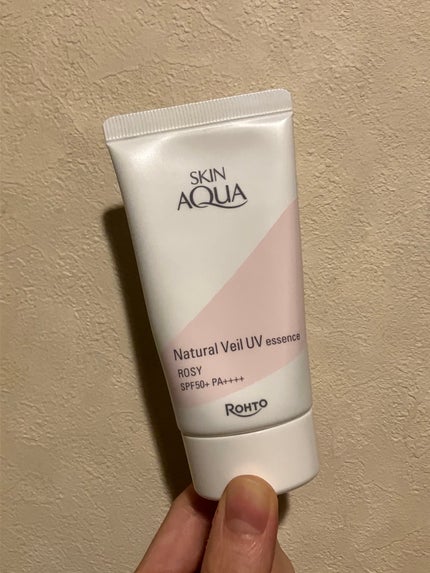 SKIN
AQUA
Natural Veil UV essence
ROSY
SPF50+ PA++++
ROHTO